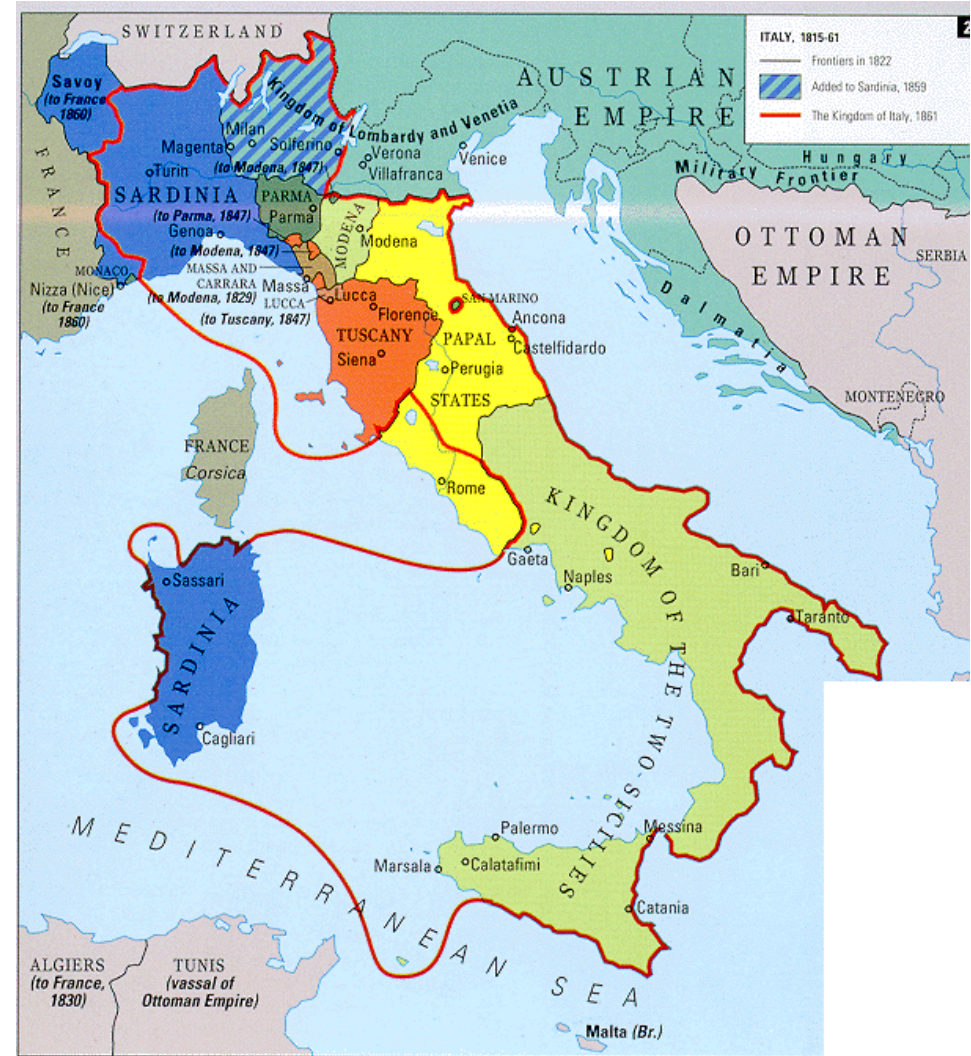 ITALY, 1815-61
2
Frontiers in 1822
Added to Sardinia, 1859
The Kingdom of Italy, 1861
SWITZERLAND
AUSTRIAN
EMPIRE
Savoy
(to France
1860)
Kingdom of Lombardy and Venetia
Milan
Magenta
Solferino
Verona
Villafranca
Venice
Hungary
Military Frontier
(to Modena, 1847)
Turin
SARDINIA
FRANCE
PARMA
Parma
(to Parma, 1847)
Genoa
MODENA
Modena
OTTOMAN
EMPIRE
SERBIA
(to Modena, 1847)
MASSA AND
CARRARA
Massa
(to Modena, 1829)
MONACO
Nizza (Nice)
(to France
1860)
LUCCA
Lucca
(to Tuscany, 1847)
Florence
SAN MARINO
Ancona
Castelfidardo
Dalmatia
TUSCANY
Siena
PAPAL
STATES
Perugia
MONTENEGRO
FRANCE
Corsica
Rome
KINGDOM OF THE TWO SICILIES
Gaeta
Naples
Bari
Taranto
Sassari
SARDINIA
Cagliari
MEDITERRANEAN SEA
Palermo
Messina
Marsala
Calatafimi
Catania
ALGIERS
(to France,
1830)
TUNIS
(vassal of
Ottoman Empire)
Malta (Br.)